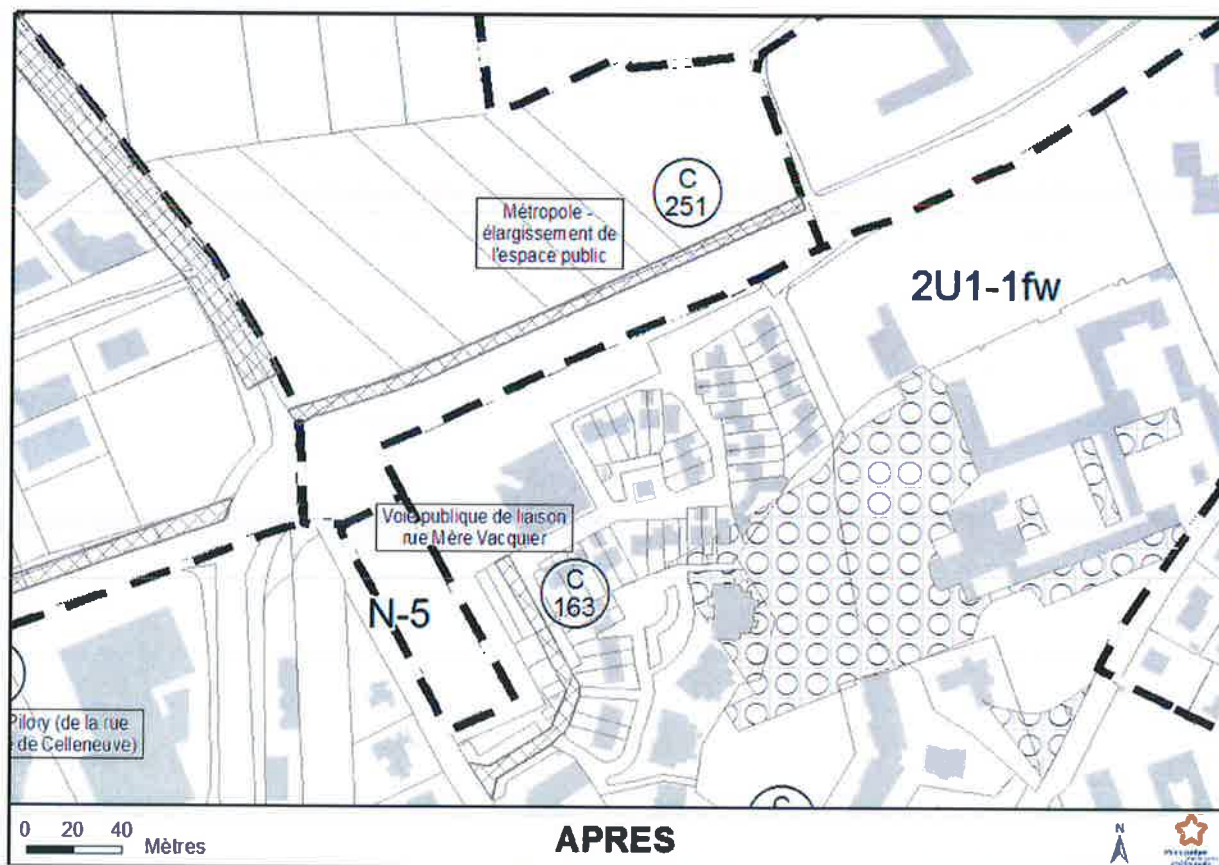 C
251
Métropole -
élargissement de
l'espace public
2U1-1fw
Voie publique de liaison
rue Mère Vacquier
C
163
N-5
Pilory (de la rue
de Celleneuve)
C
0 20 40
Mètres
APRES
N